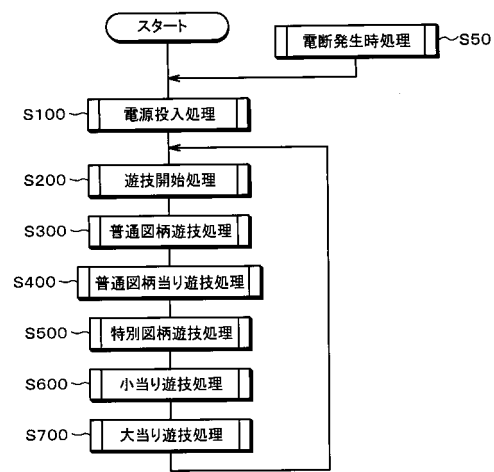 スタート
電断発生時処理 S50
S100 電源投入処理
S200 遊技開始処理
S300 普通図柄遊技処理
S400 普通図柄当り遊技処理
S500 特別図柄遊技処理
S600 小当り遊技処理
S700 大当り遊技処理